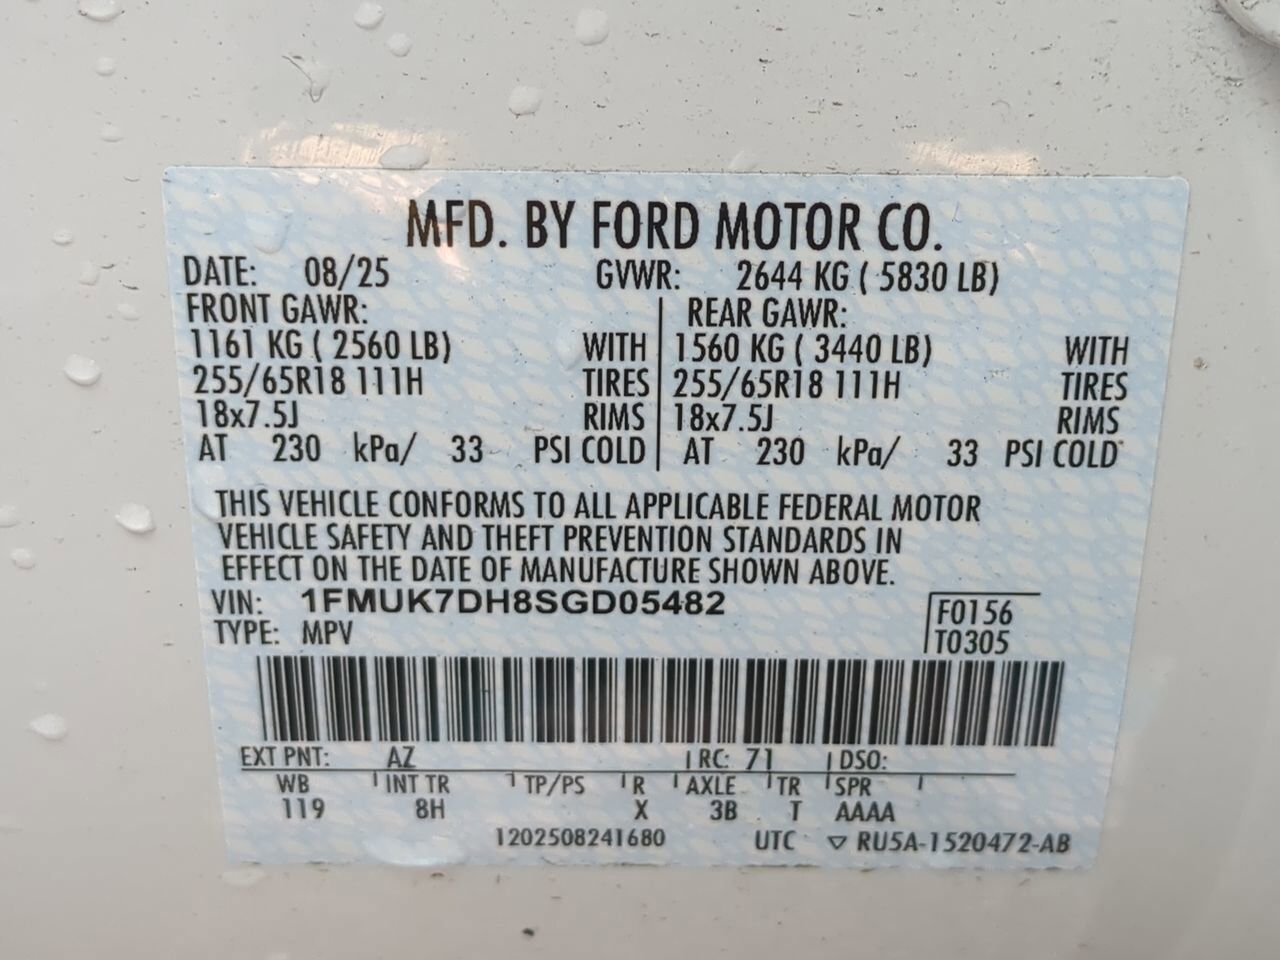 MFD. BY FORD MOTOR CO.
DATE: 08/25 GVWR: 2644 KG ( 5830 LB)
FRONT GAWR: REAR GAWR:
1161 KG ( 2560 LB) WITH 1560 KG ( 3440 LB) WITH
255/65R18 111H TIRES 255/65R18 111H TIRES
18x7.5J RIMS 18x7.5J RIMS
AT 230 kPa/ 33 PSI COLD AT 230 kPa/ 33 PSI COLD
THIS VEHICLE CONFORMS TO ALL APPLICABLE FEDERAL MOTOR
VEHICLE SAFETY AND THEFT PREVENTION STANDARDS IN
EFFECT ON THE DATE OF MANUFACTURE SHOWN ABOVE.
VIN: 1FMUK7DH8SGD05482 F0156
TYPE: MPV T0305
EXT PNT: AZ RC: 71 DSO:
WB INT TR TP/PS R AXLE TR SPR
119 8H X 3B T AAAA
1202508241680 UTC ▽ RU5A-1520472-AB